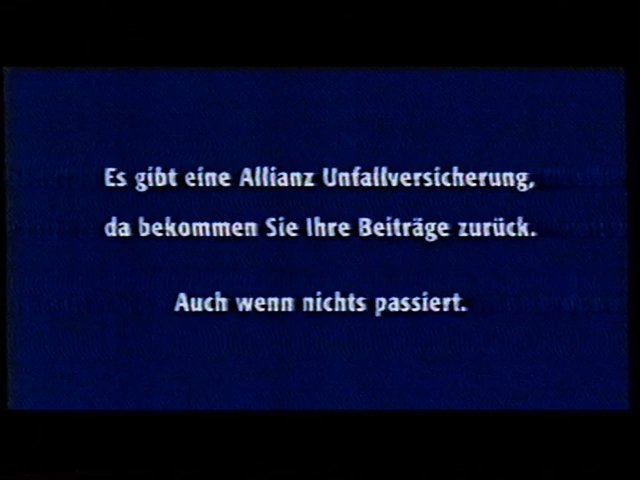 Es gibt eine Allianz Unfallversicherung,
da bekommen Sie Ihre Beiträge zurück.
Auch wenn nichts passiert.